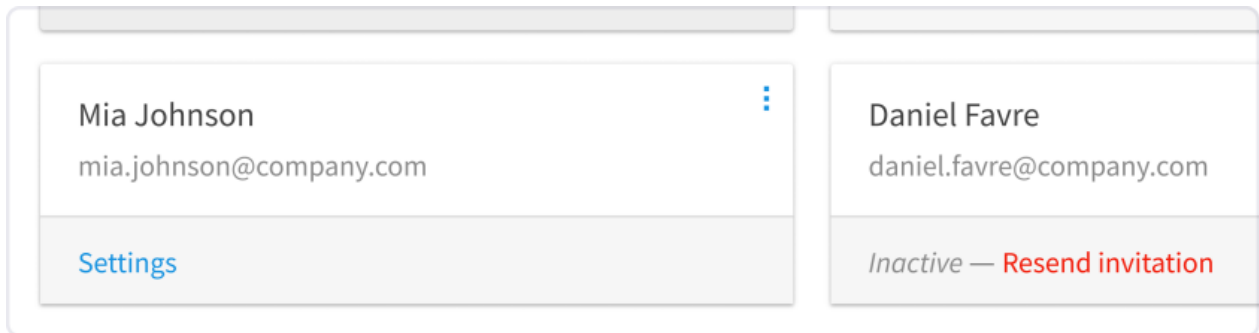 Mia Johnson
mia.johnson@company.com
Settings
Daniel Favre
daniel.favre@company.com
Inactive — Resend invitation